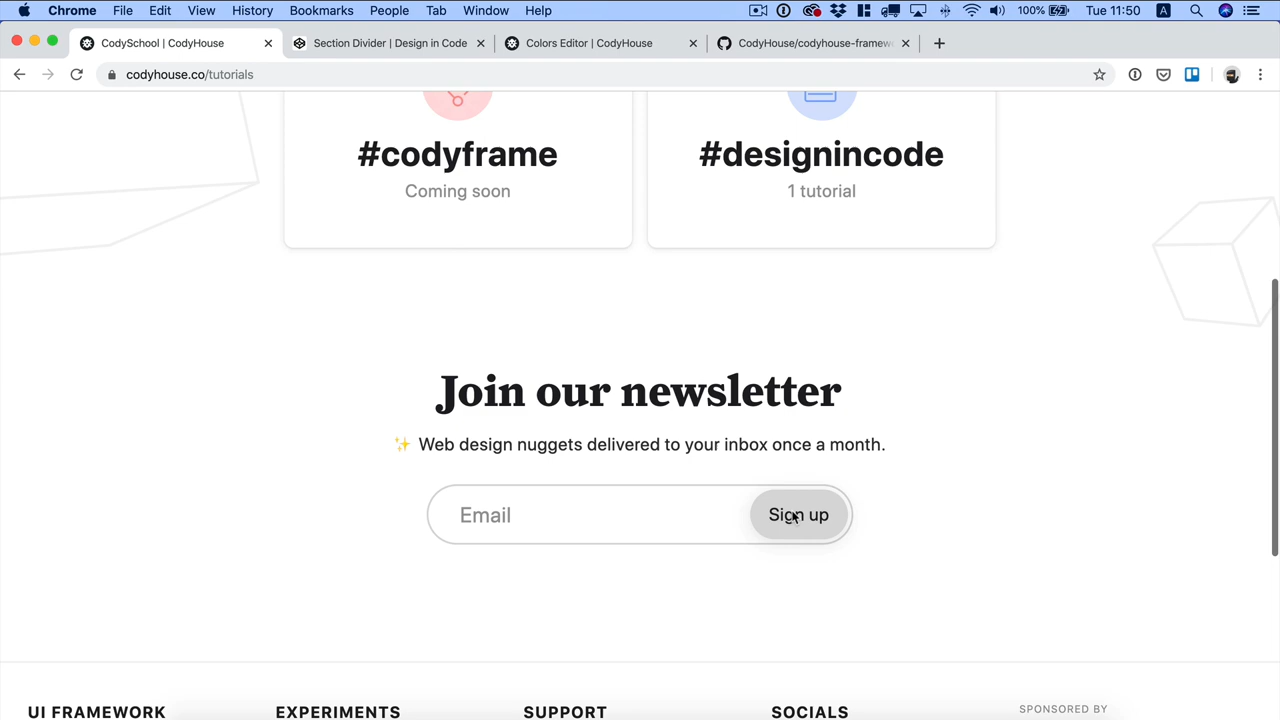 Chrome File Edit View History Bookmarks People Tab Window Help 100% Tue 11:50 A
CodySchool | CodyHouse
Section Divider | Design in Code
Colors Editor | CodyHouse
CodyHouse/codyhouse-framew
codyhouse.co/tutorials
#codyframe
Coming soon
#designincode
1 tutorial
Join our newsletter
✨ Web design nuggets delivered to your inbox once a month.
Email
Sign up
UI FRAMEWORK
EXPERIMENTS
SUPPORT
SOCIALS
SPONSORED BY